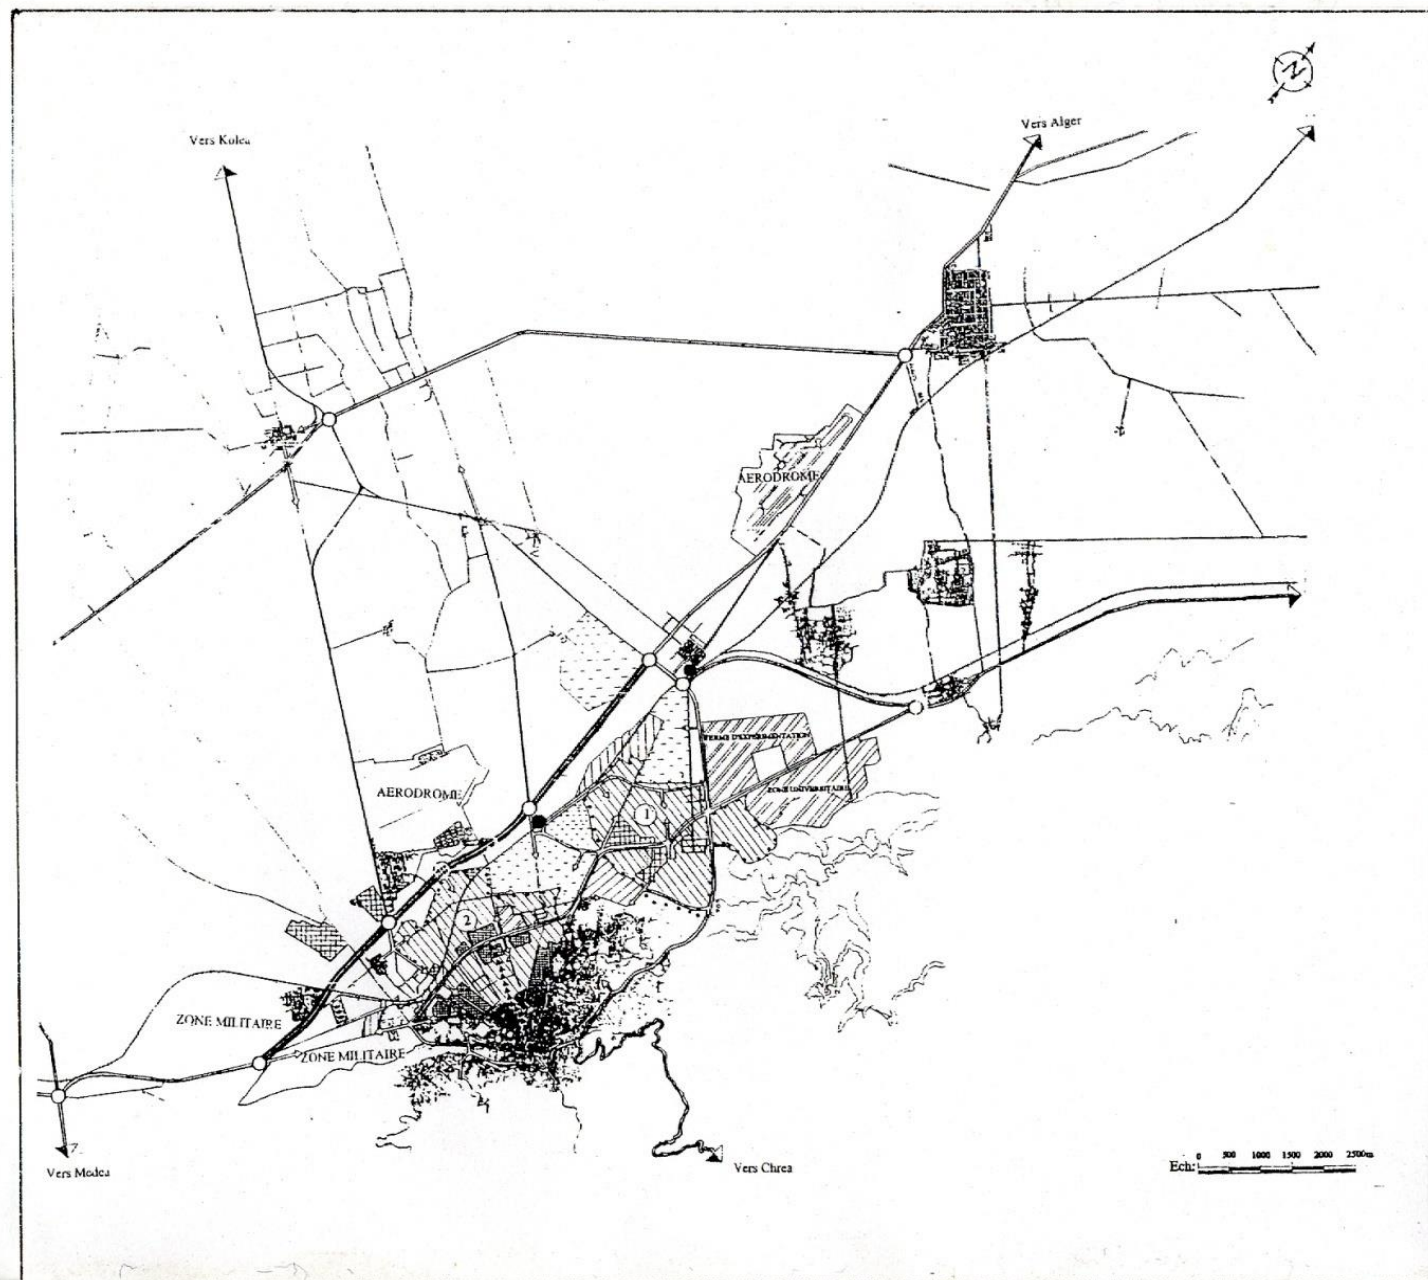 N
Vers Alger
Vers Kolea
AERODROME
FERME D'EXPERIMENTATION
ZONE UNIVERSITAIRE
AERODROME
1
2
ZONE MILITAIRE
ZONE MILITAIRE
Vers Medea
Vers Chrea
Ech: 0 500 1000 1500 2000 2500m